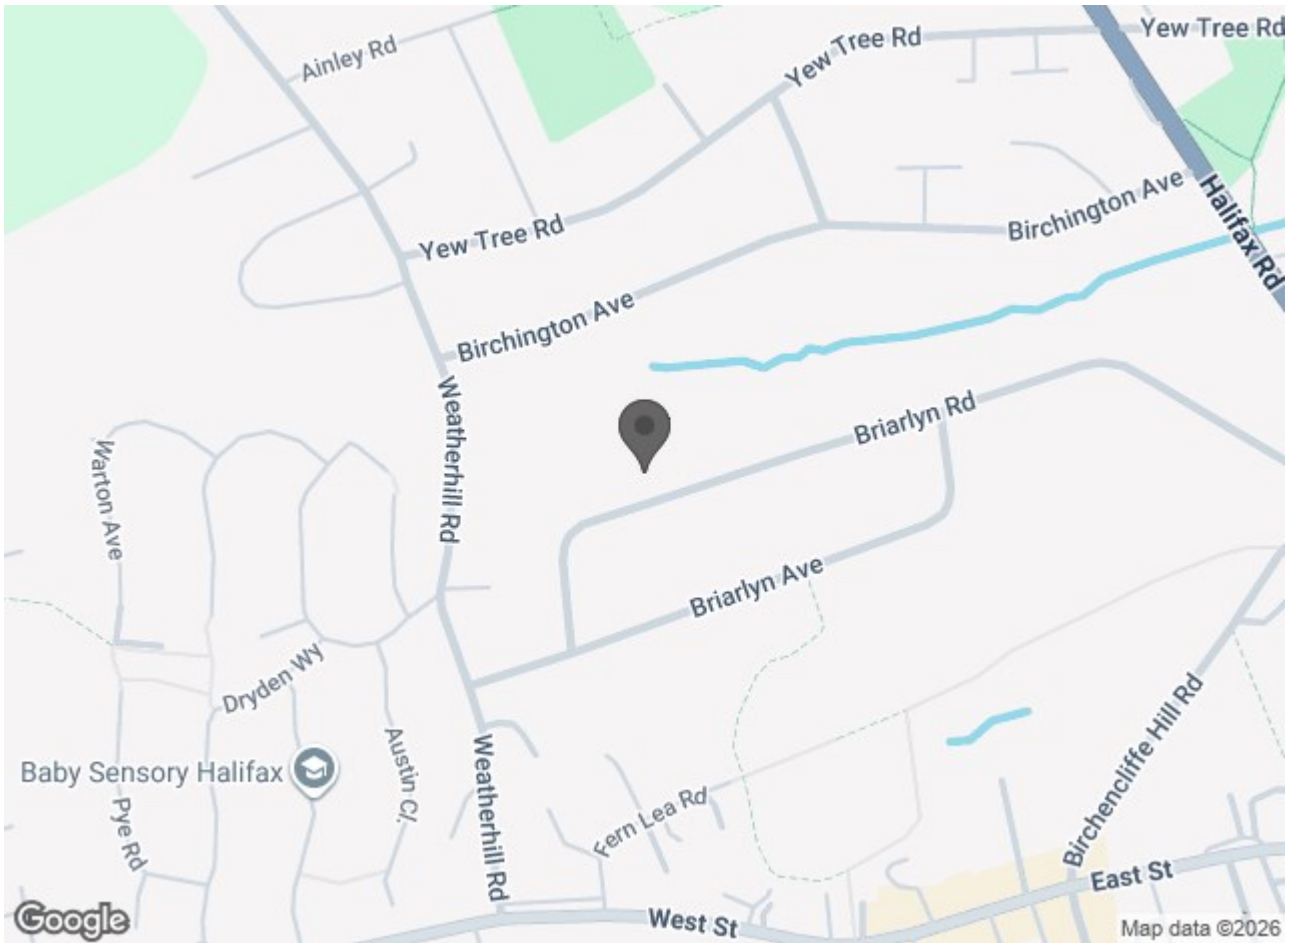 Yew Tree Rd
Yew Tree Rd
Ainley Rd
Yew Tree Rd
Birchington Ave
Halifax Rd
Birchington Ave
Weatherhill Rd
Briarlyn Rd
Warton Ave
Briarlyn Ave
Dryden Wy
Birchencliffe Hill Rd
Austin Cl
Weatherhill Rd
Baby Sensory Halifax
Pye Rd
Fern Lea Rd
East St
West St
Google
Map data ©2026